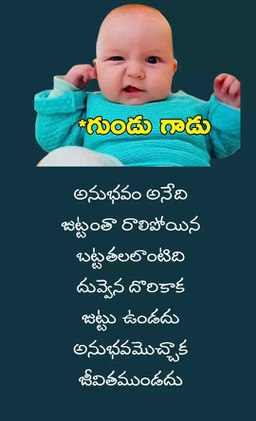 *గుండు గాడు
అనుభవం అనేది
జుట్టంతా రాలిపోయిన
బట్టతలలాంటిది
దువ్వెన దొరికాక
జుట్టు ఉండదు
అనుభవమొచ్చాక
జీవితముండదు